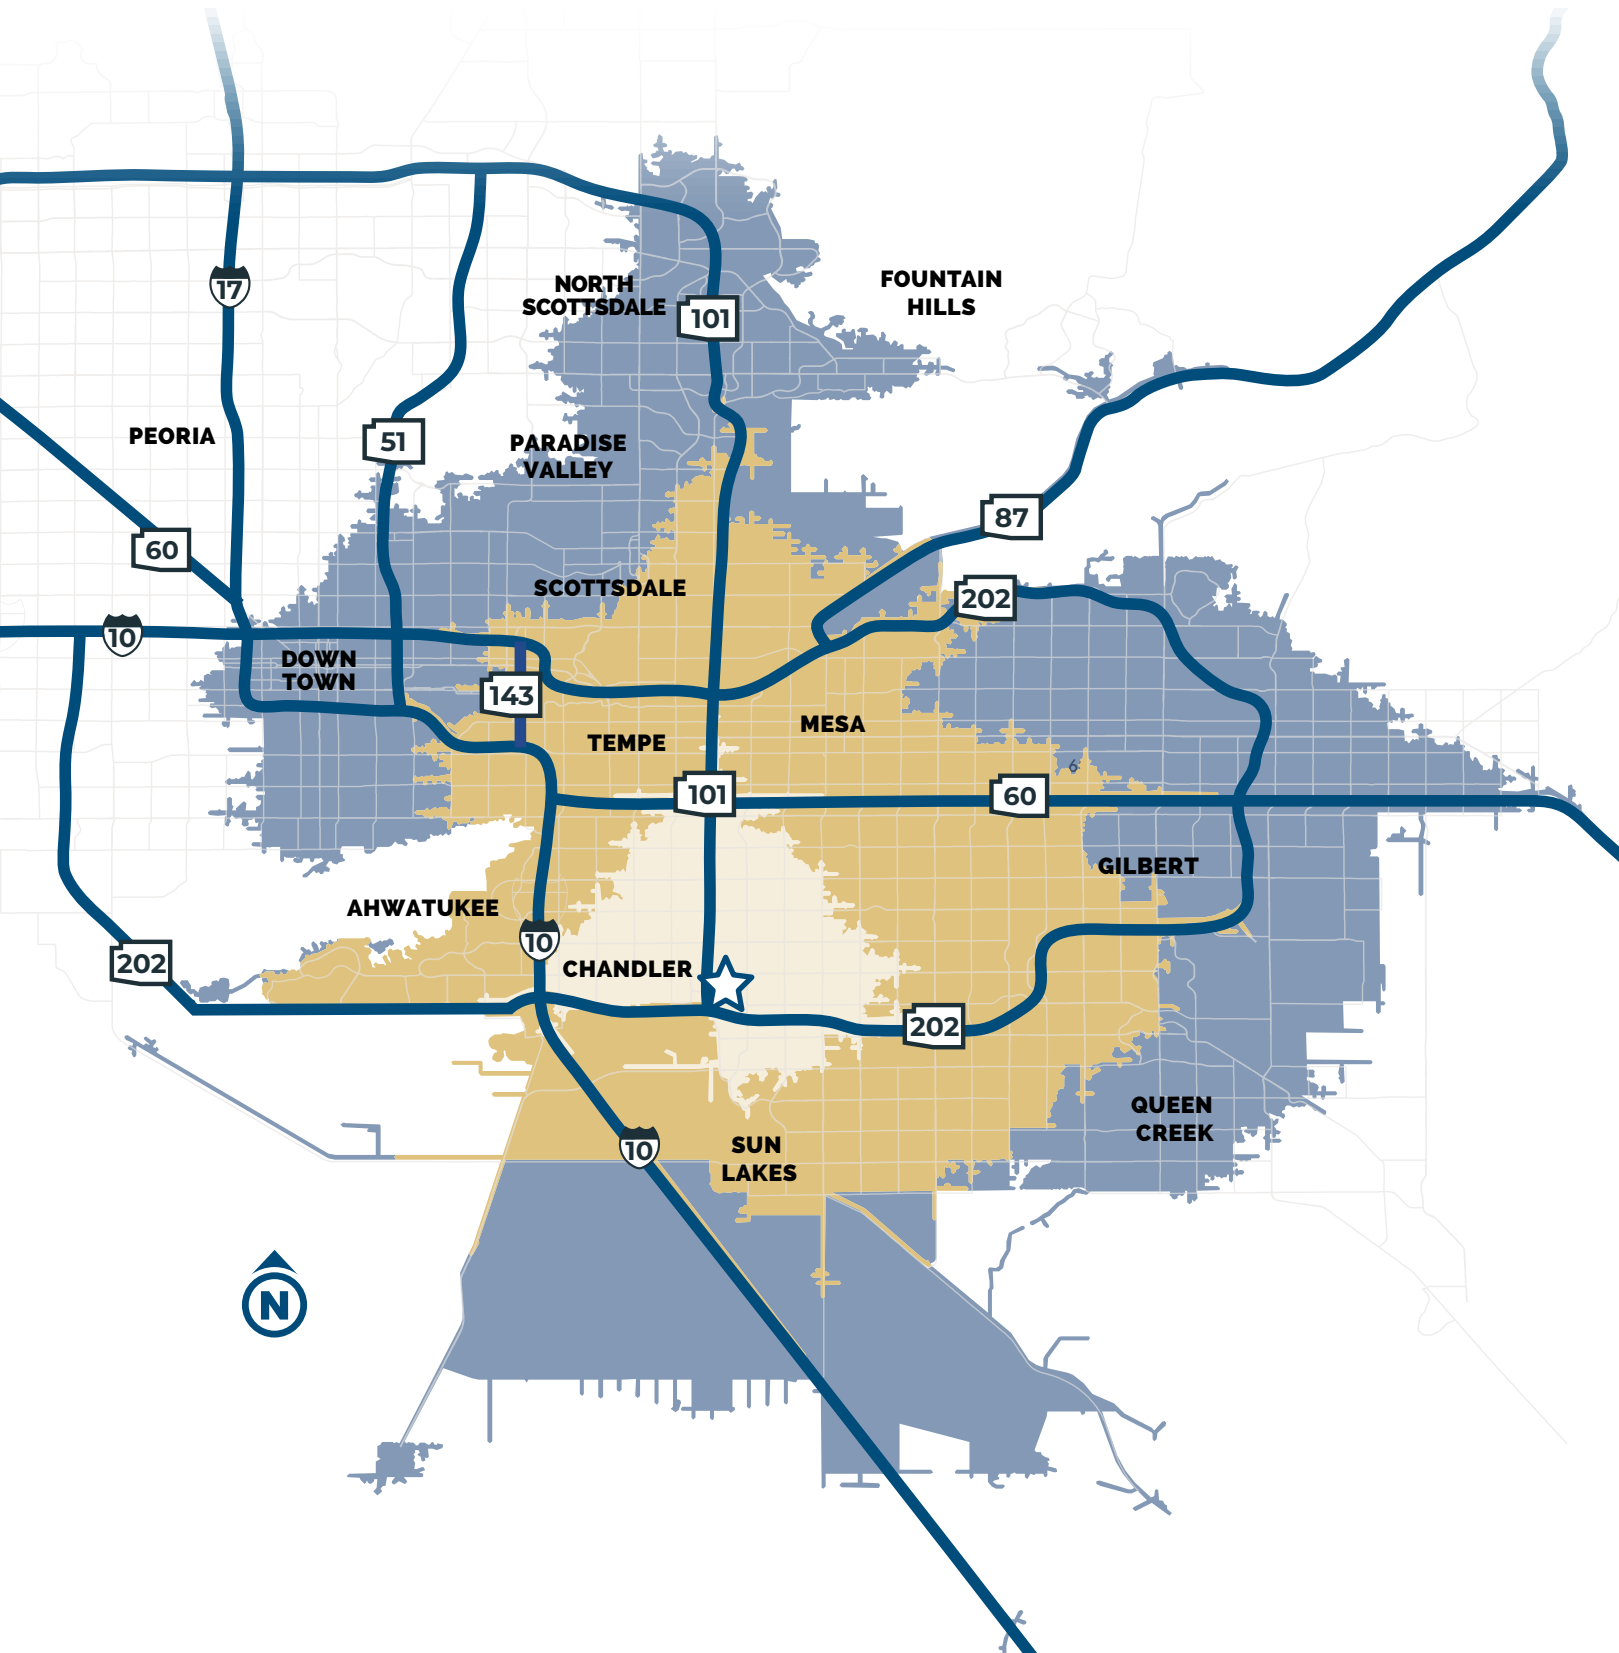 FOUNTAIN
HILLS
NORTH
SCOTTSDALE
17
101
PEORIA
51
PARADISE
VALLEY
87
60
SCOTTSDALE
202
10
DOWN
TOWN
143
MESA
TEMPE
6
101
60
GILBERT
AHWATUKEE
10
202
CHANDLER
202
QUEEN
CREEK
10
SUN
LAKES
N